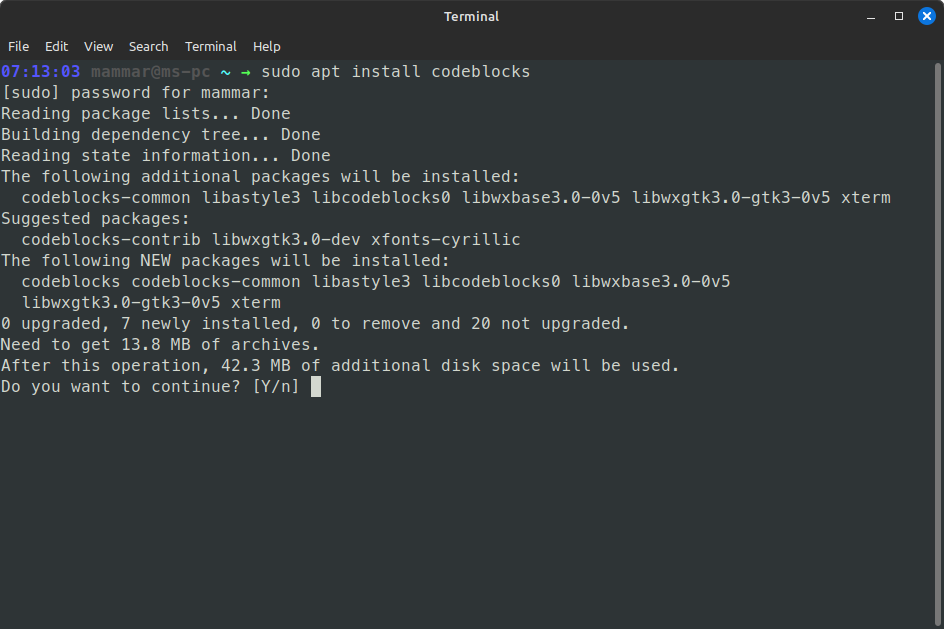 Terminal
File Edit View Search Terminal Help
07:13:03 mammar@ms-pc ~ → sudo apt install codeblocks
[sudo] password for mammar:
Reading package lists... Done
Building dependency tree... Done
Reading state information... Done
The following additional packages will be installed:
  codeblocks-common libastyle3 libcodeblocks0 libwxbase3.0-0v5 libwxgtk3.0-gtk3-0v5 xterm
Suggested packages:
  codeblocks-contrib libwxgtk3.0-dev xfonts-cyrillic
The following NEW packages will be installed:
  codeblocks codeblocks-common libastyle3 libcodeblocks0 libwxbase3.0-0v5
  libwxgtk3.0-gtk3-0v5 xterm
0 upgraded, 7 newly installed, 0 to remove and 20 not upgraded.
Need to get 13.8 MB of archives.
After this operation, 42.3 MB of additional disk space will be used.
Do you want to continue? [Y/n]